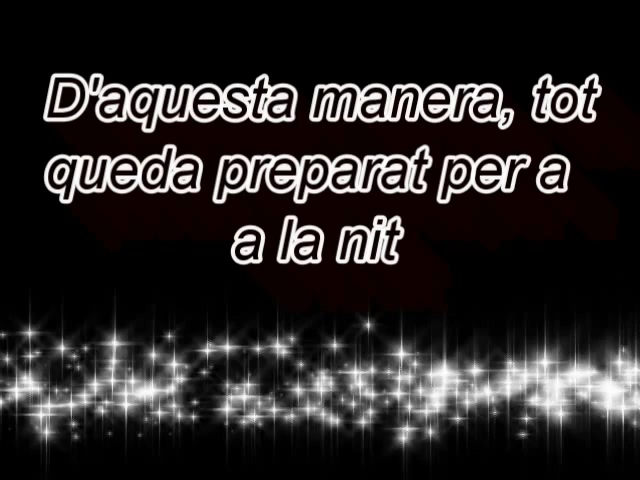 D'aquesta manera, tot
queda preparat per a
a la nit